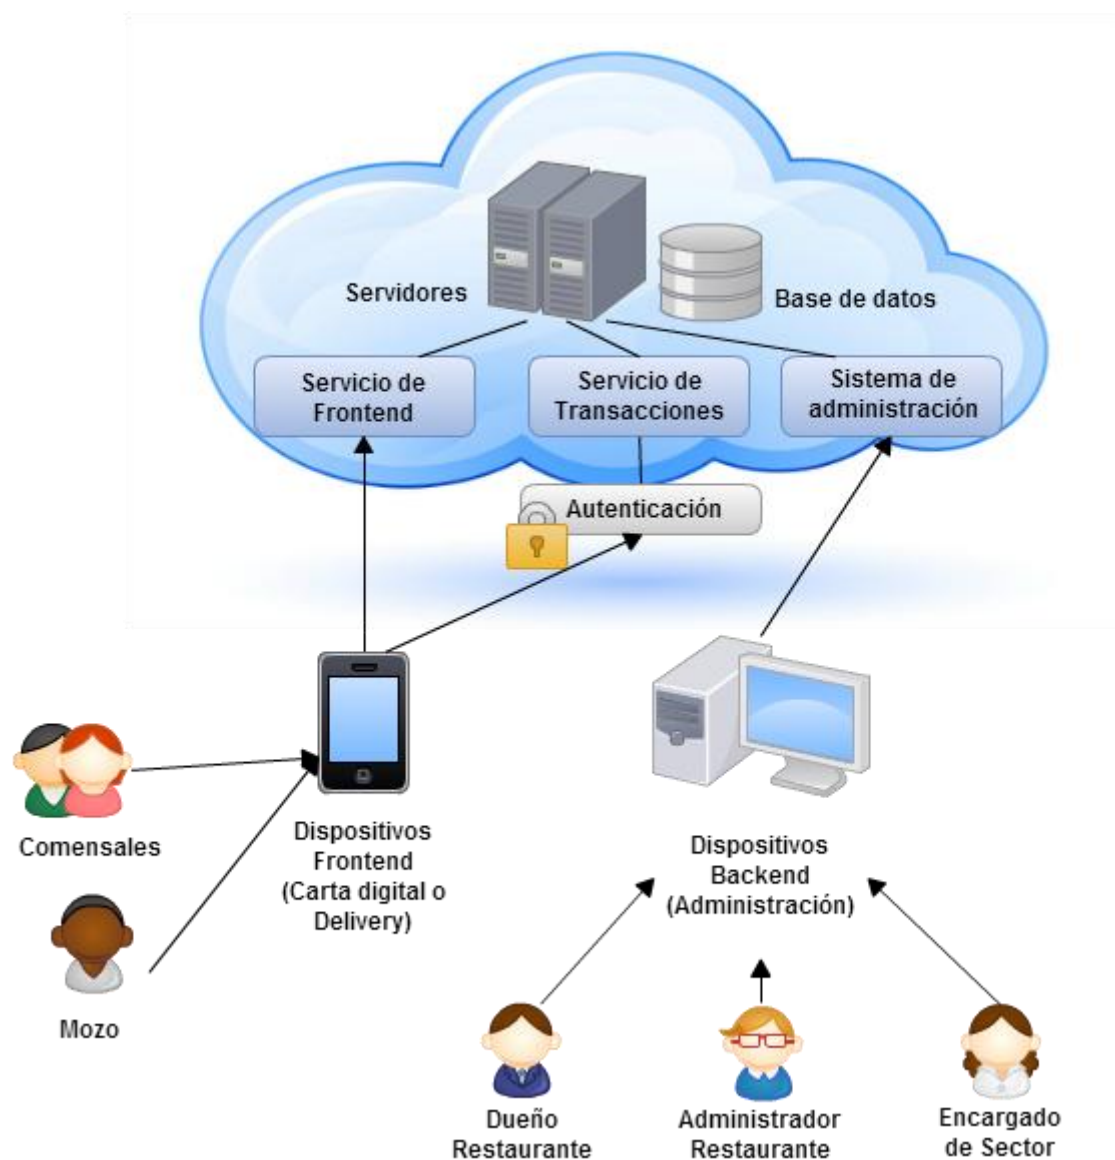 Servidores
Base de datos
Servicio de
Frontend
Servicio de
Transacciones
Sistema de
administración
Autenticación
Comensales
Mozo
Dispositivos
Frontend
(Carta digital o
Delivery)
Dispositivos
Backend
(Administración)
Dueño
Restaurante
Administrador
Restaurante
Encargado
de Sector